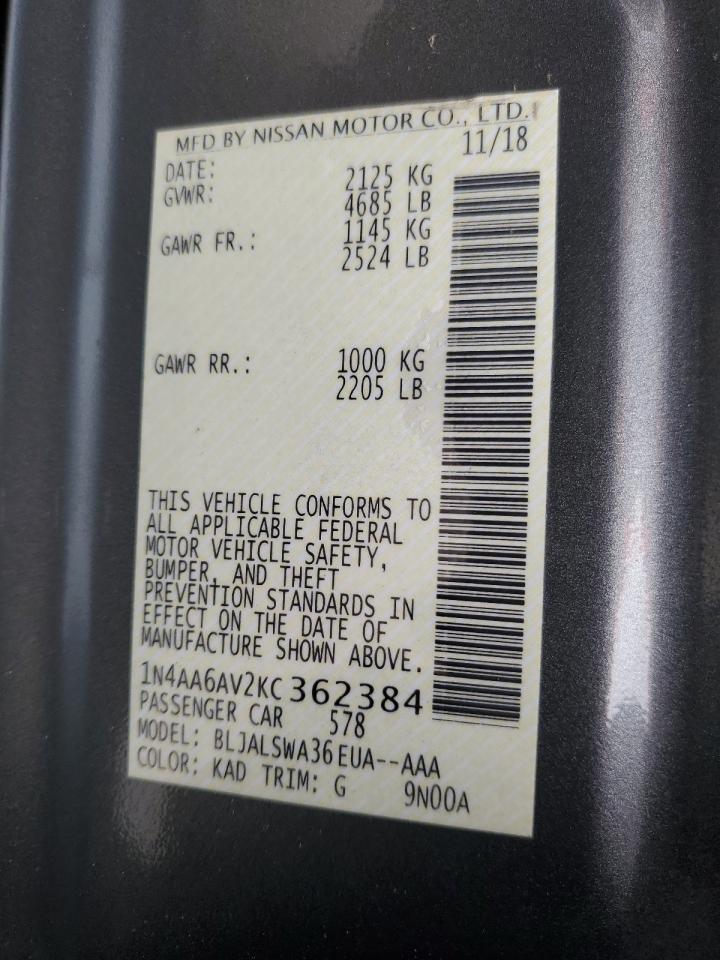 MFD BY NISSAN MOTOR CO., LTD.
DATE: 11/18
GVWR: 2125 KG
4685 LB
GAWR FR.: 1145 KG
2524 LB
GAWR RR.: 1000 KG
2205 LB
THIS VEHICLE CONFORMS TO
ALL APPLICABLE FEDERAL
MOTOR VEHICLE SAFETY,
BUMPER, AND THEFT
PREVENTION STANDARDS IN
EFFECT ON THE DATE OF
MANUFACTURE SHOWN ABOVE.
1N4AA6AV2KC362384
PASSENGER CAR 578
MODEL: BLJALSWA36EUA--AAA
COLOR: KAD TRIM: G 9N00A